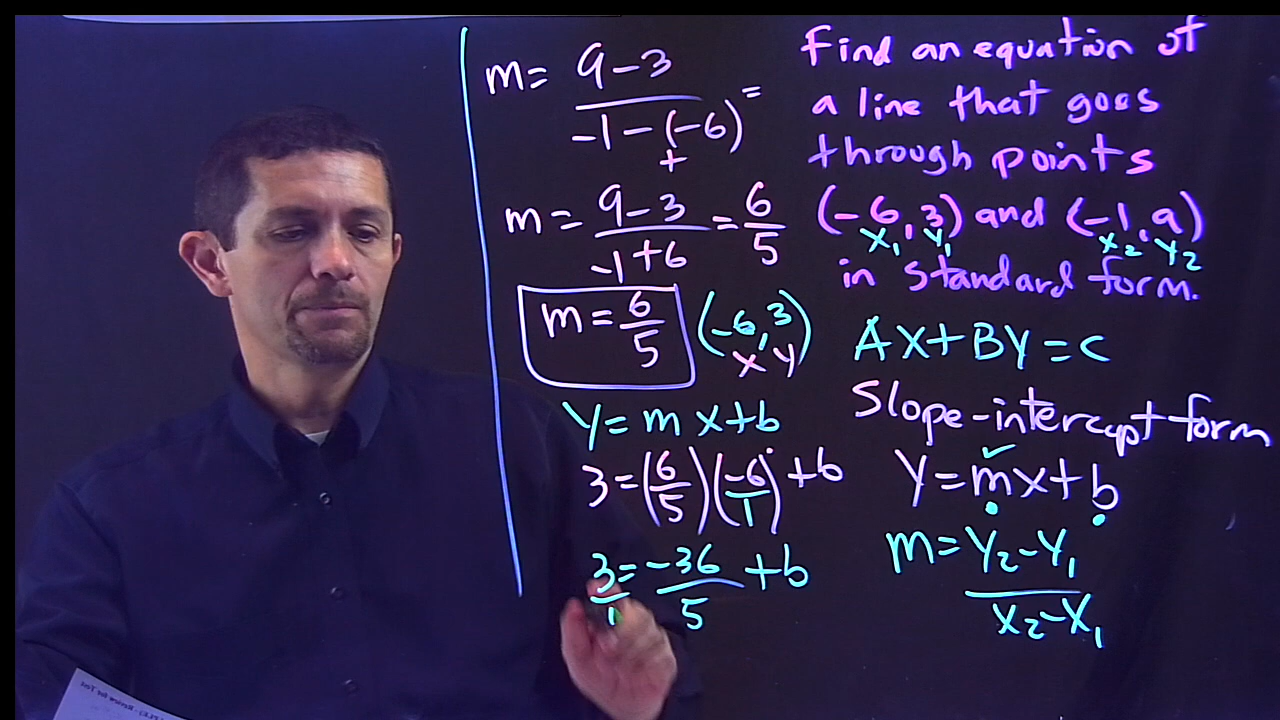 m = 9-3 / -1-(-6) =
+
m = 9-3 / -1+6 = 6/5
m = 6/5
(-6, 3)
x y
y = mx+b
3 = (6/5)(-6/1) + b
3/1 = -36/5 + b
Find an equation of
a line that goes
through points
(-6, 3) and (-1, 9)
x₁ y₁ x₂ y₂
in standard form.
Ax+By=c
Slope-intercept form
✓
y=mx+b
m = y₂-y₁ / x₂-x₁